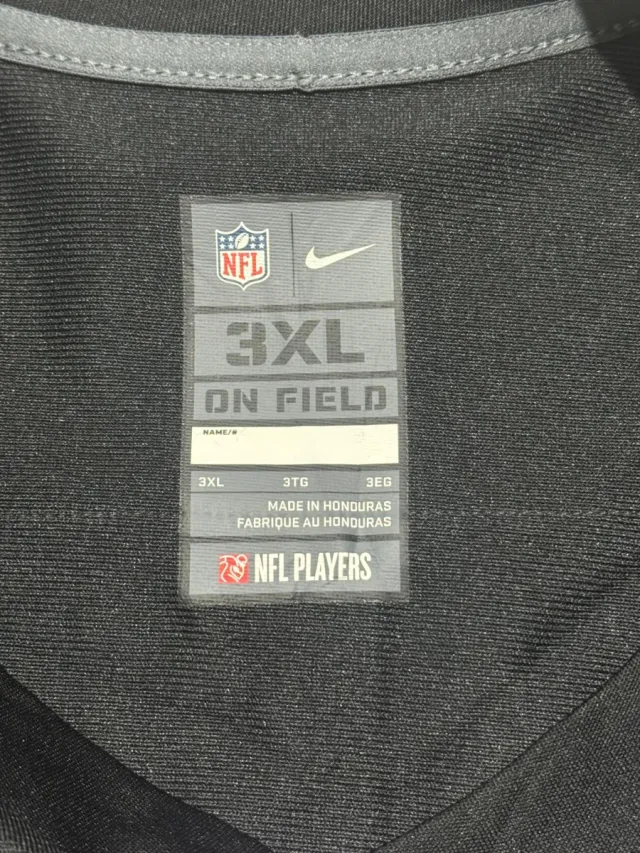 NFL
3XL
ON FIELD
NAME/#
3XL 3TG 3EG
MADE IN HONDURAS
FABRIQUE AU HONDURAS
NFL PLAYERS